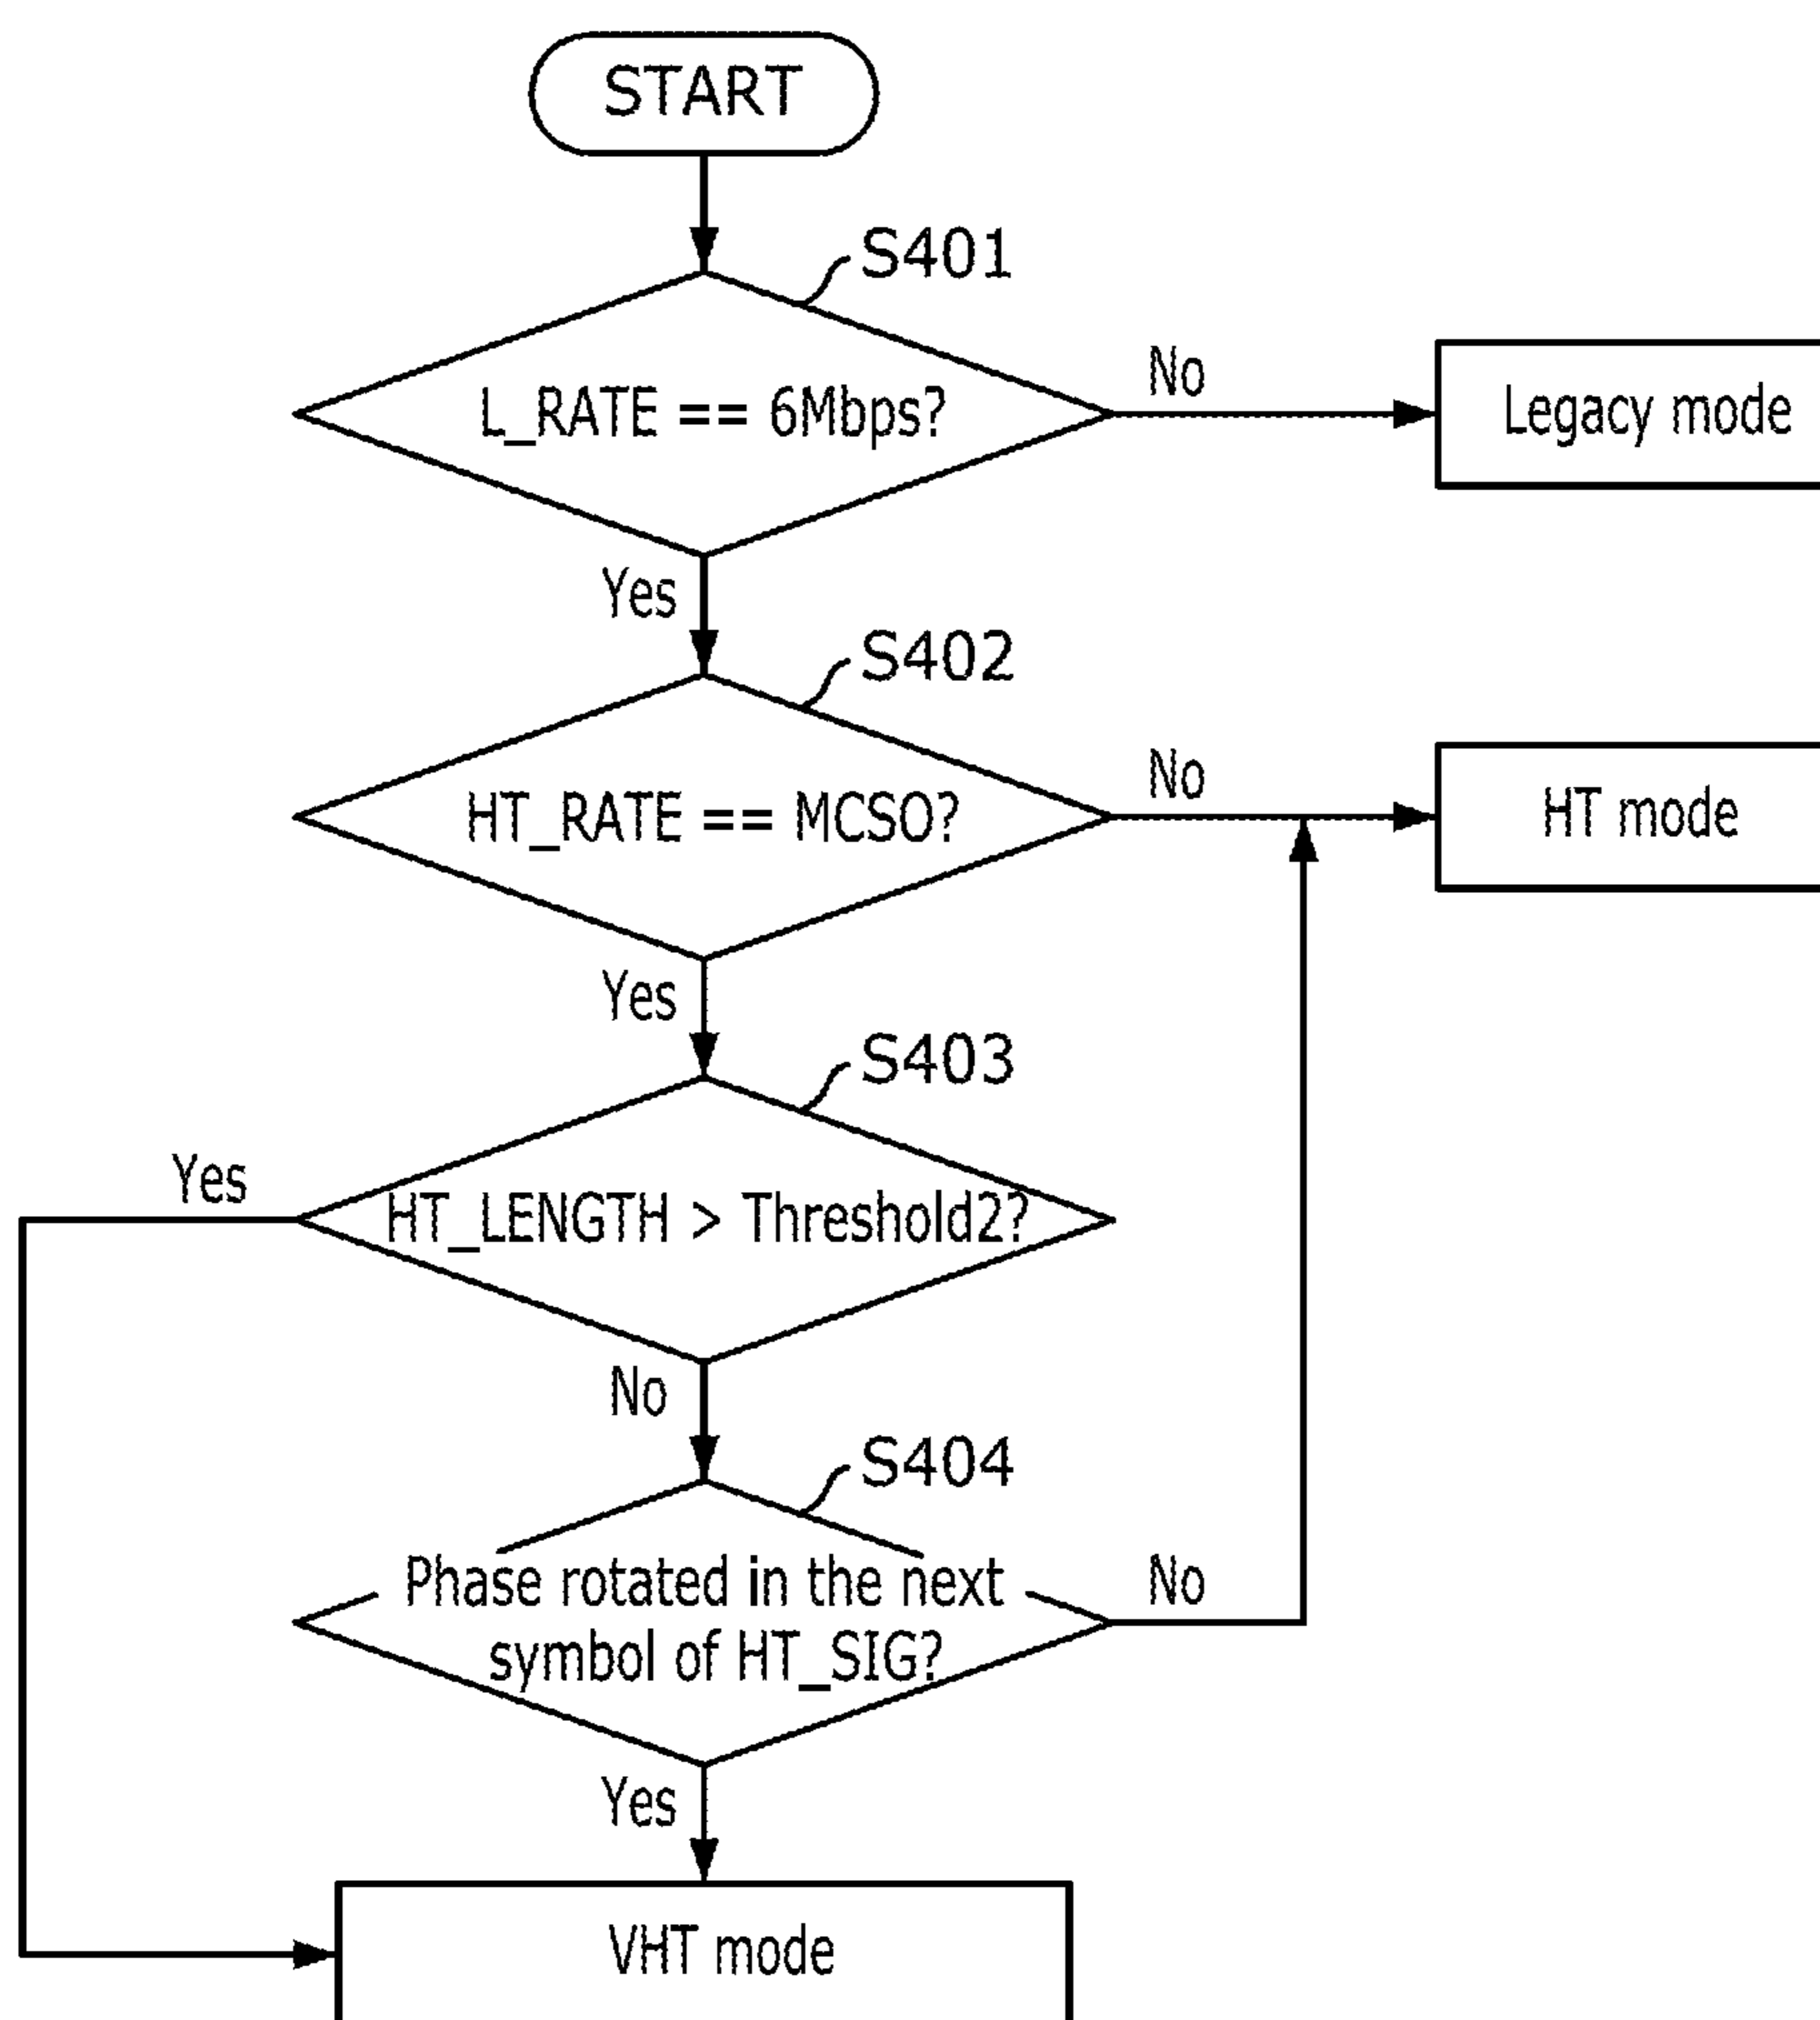 START
S401
L_RATE == 6Mbps?
No
Legacy mode
Yes
S402
HT_RATE == MCSO?
No
HT mode
Yes
S403
Yes
HT_LENGTH > Threshold2?
No
S404
Phase rotated in the next
symbol of HT_SIG?
No
Yes
VHT mode